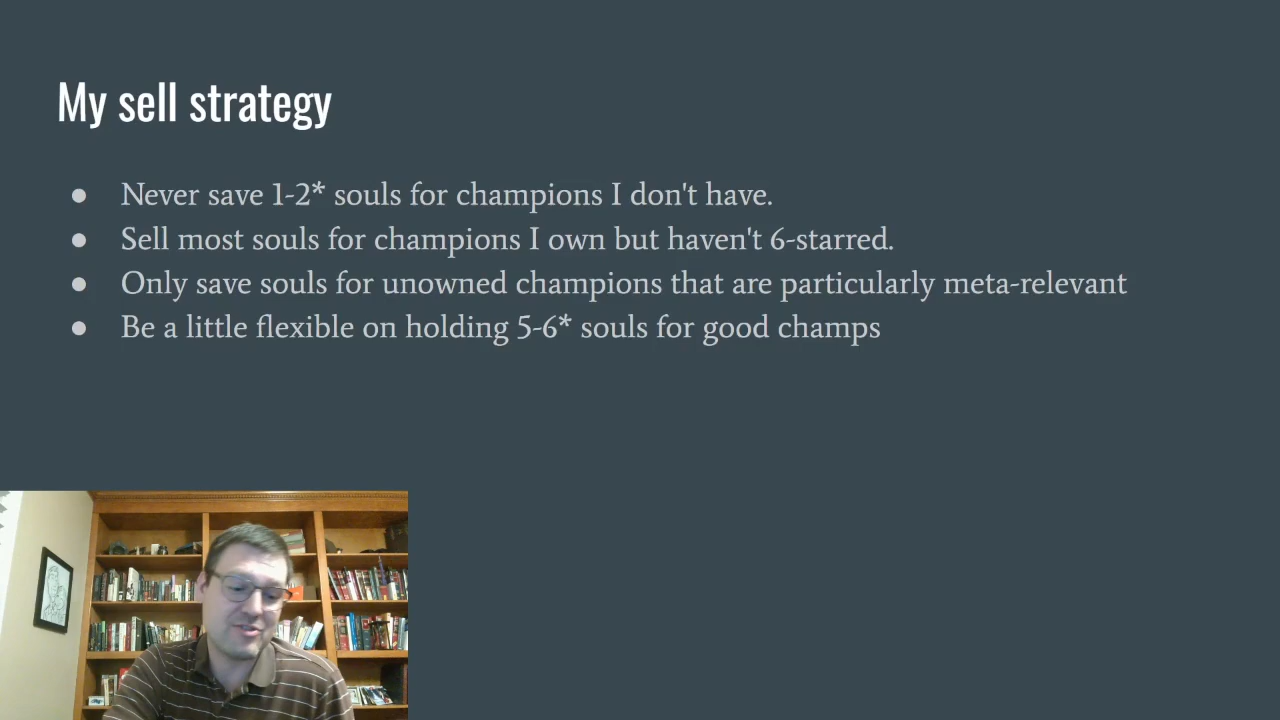 My sell strategy
● Never save 1-2* souls for champions I don't have.
● Sell most souls for champions I own but haven't 6-starred.
● Only save souls for unowned champions that are particularly meta-relevant
● Be a little flexible on holding 5-6* souls for good champs